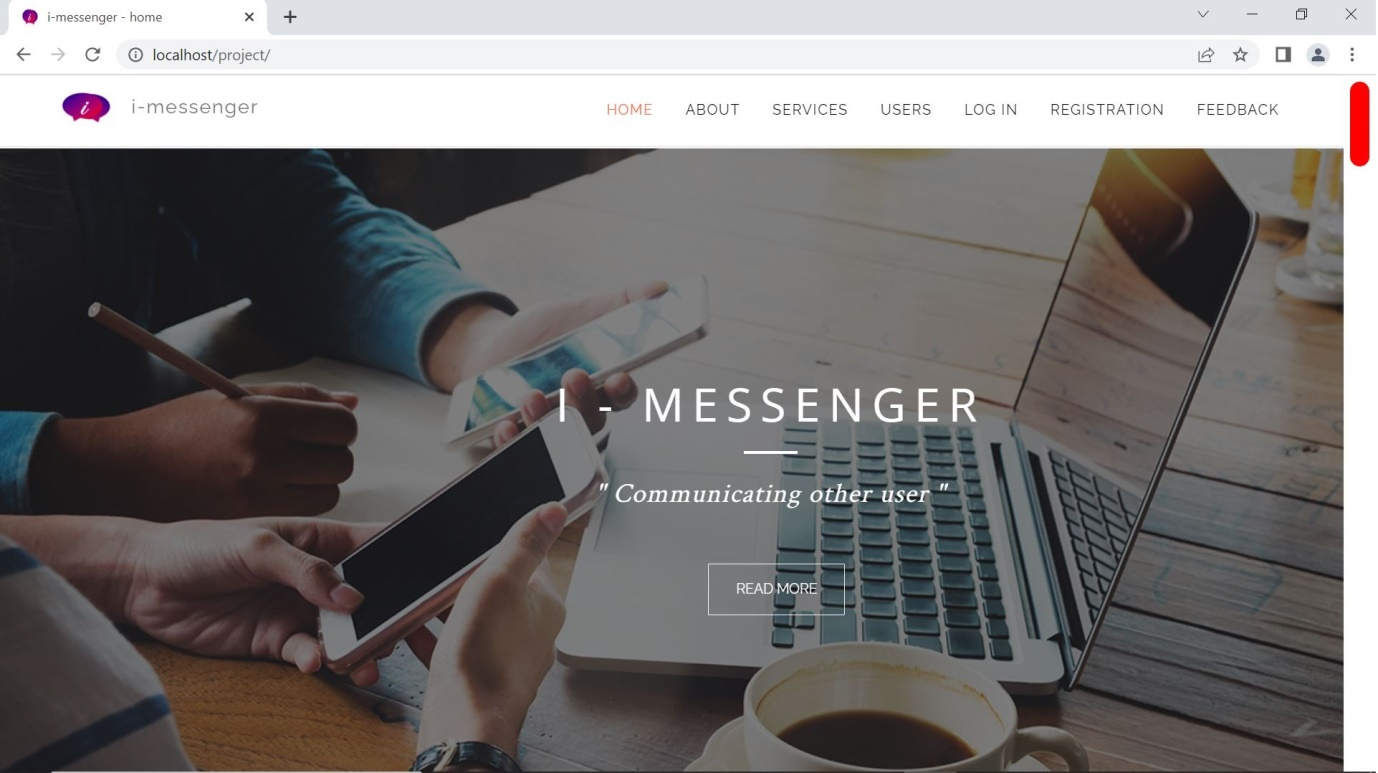 i-messenger - home
localhost/project/
i i-messenger
HOME ABOUT SERVICES USERS LOG IN REGISTRATION FEEDBACK
I - MESSENGER
" Communicating other user "
READ MORE